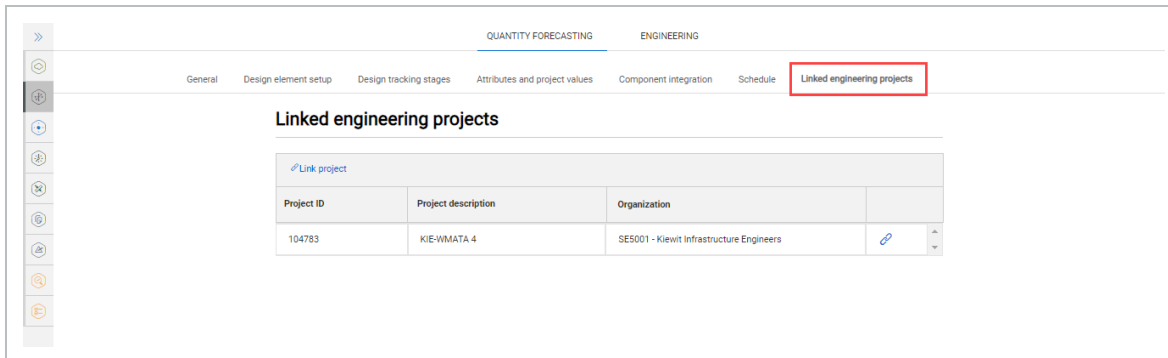 QUANTITY FORECASTING ENGINEERING
General Design element setup Design tracking stages Attributes and project values Component integration Schedule Linked engineering projects
Linked engineering projects
Link project
Project ID Project description Organization
104783 KIE-WMATA 4 SE5001 - Kiewit Infrastructure Engineers